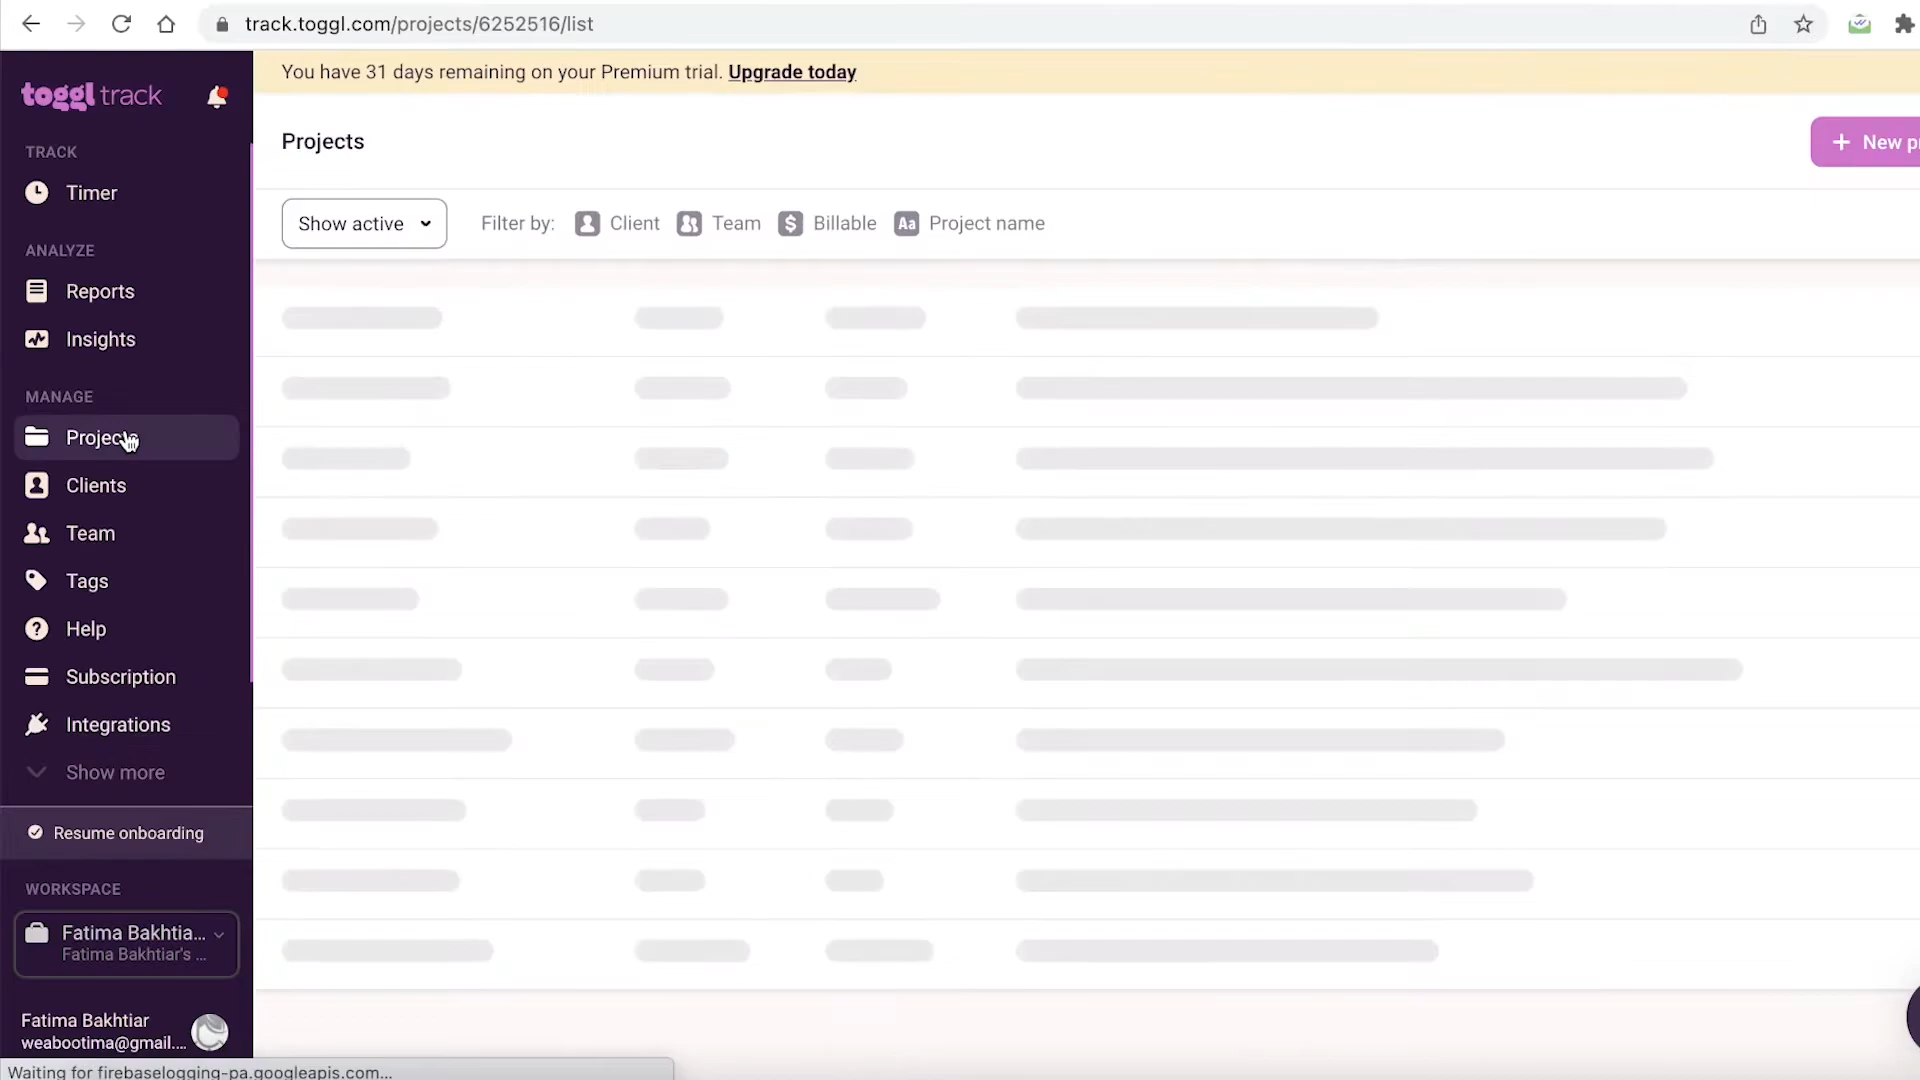 track.toggl.com/projects/6252516/list
You have 31 days remaining on your Premium trial. Upgrade today
toggl track
TRACK
Timer
ANALYZE
Reports
Insights
MANAGE
Projects
Clients
Team
Tags
Help
Subscription
Integrations
Show more
Resume onboarding
WORKSPACE
Fatima Bakhtia...
Fatima Bakhtiar's ...
Fatima Bakhtiar
weabootima@gmail....
Projects
+ New pr
Show active
Filter by: Client Team $ Billable Aa Project name
Waiting for firebaselogging-pa.googleapis.com...